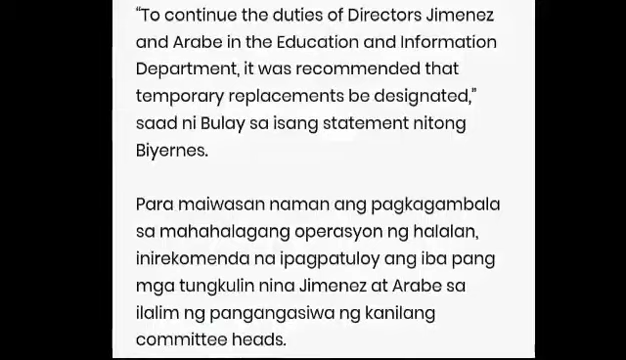 “To continue the duties of Directors Jimenez
and Arabe in the Education and Information
Department, it was recommended that
temporary replacements be designated,”
saad ni Bulay sa isang statement nitong
Biyernes.
Para maiwasan naman ang pagkagambala
sa mahahalagang operasyon ng halalan,
inirekomenda na ipagpatuloy ang iba pang
mga tungkulin nina Jimenez at Arabe sa
ilalim ng pangangasiwa ng kanilang
committee heads.